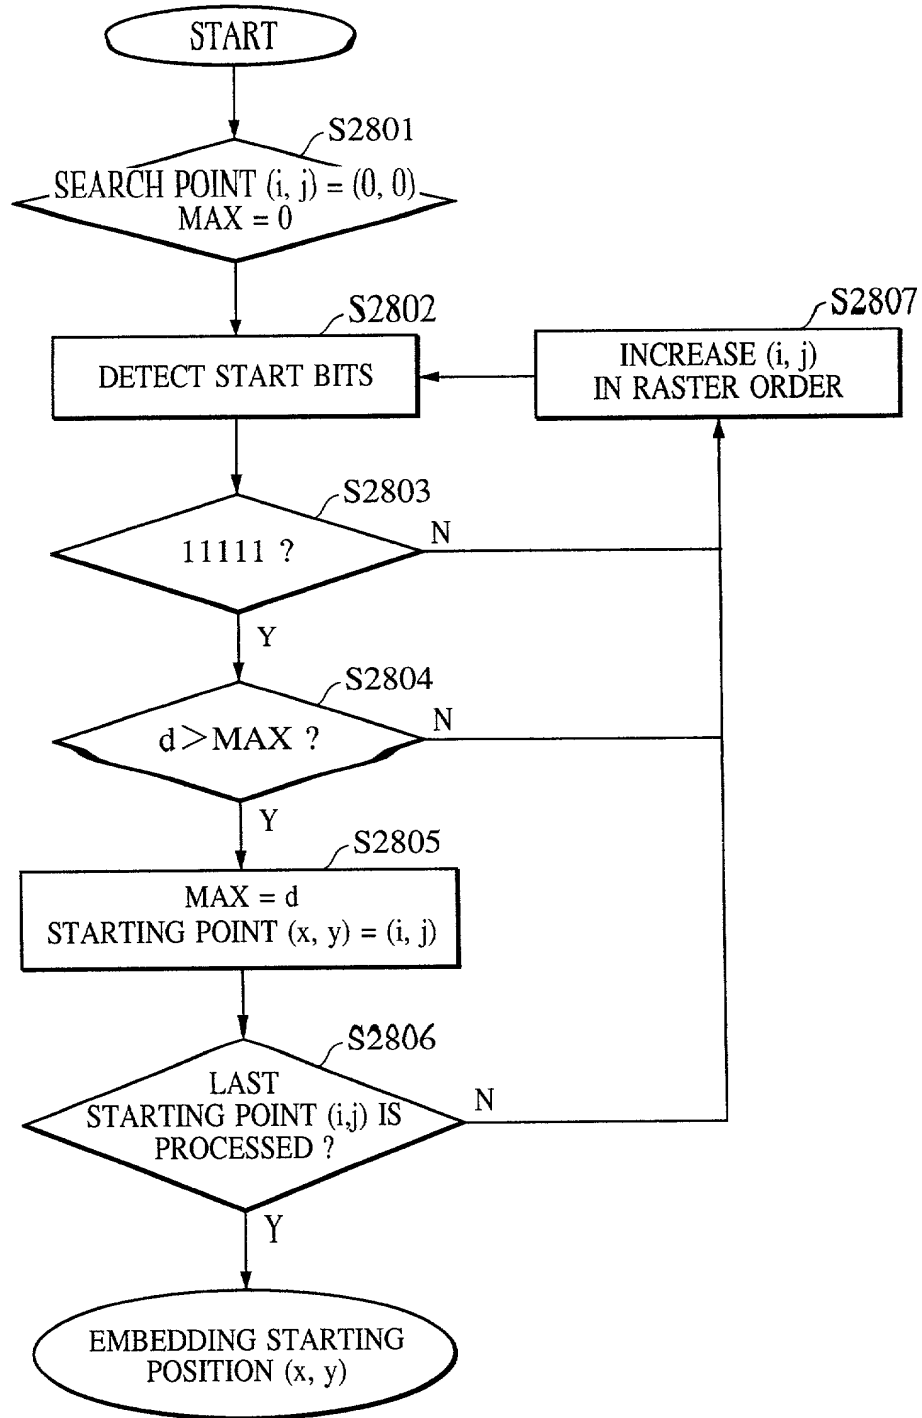 START
S2801
SEARCH POINT (i, j) = (0, 0)
MAX = 0
S2802
DETECT START BITS
S2807
INCREASE (i, j)
IN RASTER ORDER
S2803
11111 ?
N
Y
S2804
d>MAX ?
N
Y
S2805
MAX = d
STARTING POINT (x, y) = (i, j)
S2806
LAST
STARTING POINT (i,j) IS
PROCESSED ?
N
Y
EMBEDDING STARTING
POSITION (x, y)